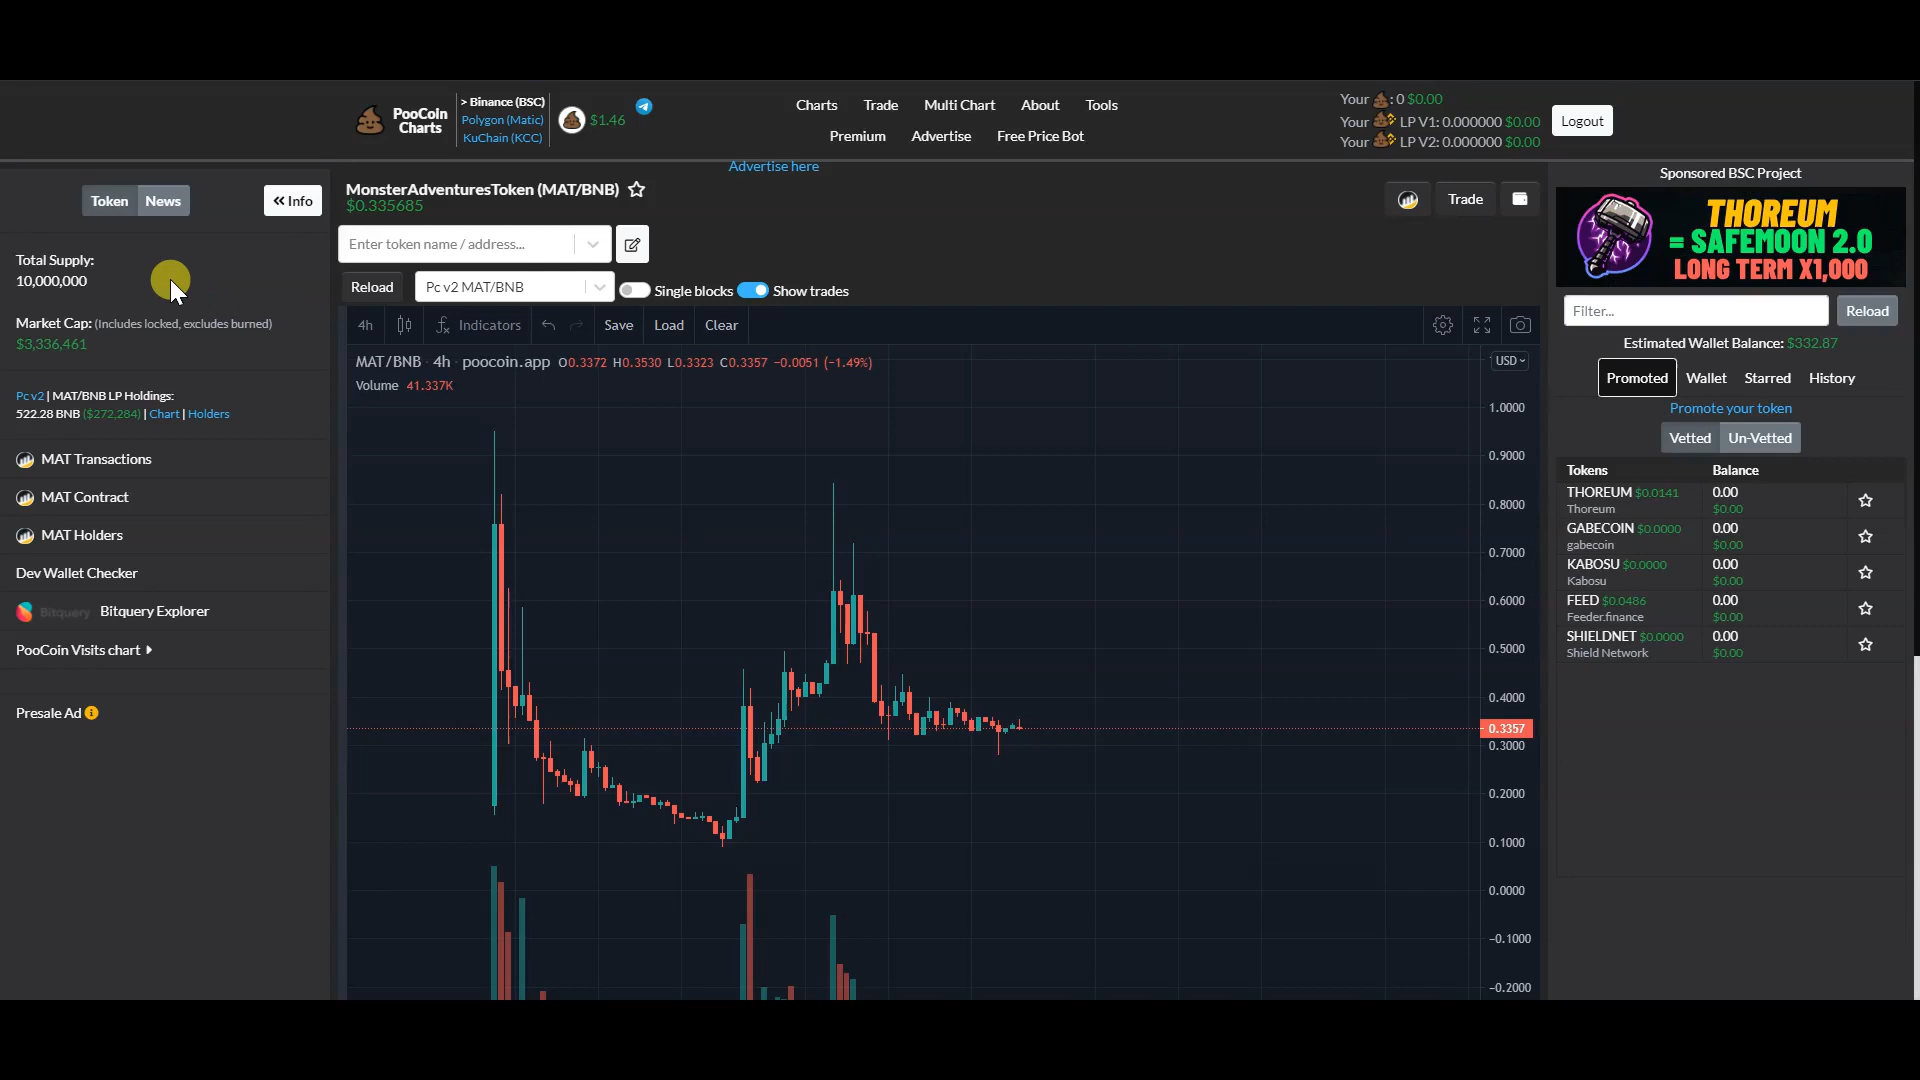 PooCoin
Charts
> Binance (BSC)
Polygon (Matic)
KuChain (KCC)
$1.46
Charts
Trade
Multi Chart
About
Tools
Premium
Advertise
Free Price Bot
Your : 0 $0.00
Your LP V1: 0.000000 $0.00
Your LP V2: 0.000000 $0.00
Logout
Advertise here
Token
News
« Info
Total Supply:
10,000,000
Market Cap: (Includes locked, excludes burned)
$3,336,461
Pc v2 | MAT/BNB LP Holdings:
522.28 BNB ($272,284) | Chart | Holders
MAT Transactions
MAT Contract
MAT Holders
Dev Wallet Checker
Bitquery Bitquery Explorer
PooCoin Visits chart
Presale Ad
MonsterAdventuresToken (MAT/BNB)
$0.335685
Trade
Enter token name / address...
Reload
Pc v2 MAT/BNB
Single blocks
Show trades
4h
Indicators
Save
Load
Clear
MAT/BNB · 4h · poocoin.app O0.3372 H0.3530 L0.3323 C0.3357 −0.0051 (−1.49%)
Volume 41.337K
USD
1.0000
0.9000
0.8000
0.7000
0.6000
0.5000
0.4000
0.3357
0.3000
0.2000
0.1000
0.0000
−0.1000
−0.2000
Sponsored BSC Project
THOREUM
= SAFEMOON 2.0
LONG TERM X1,000
Filter...
Reload
Estimated Wallet Balance: $332.87
Promoted
Wallet
Starred
History
Promote your token
Vetted
Un-Vetted
Tokens Balance
THOREUM $0.0141 0.00
Thoreum $0.00
GABECOIN $0.0000 0.00
gabecoin $0.00
KABOSU $0.0000 0.00
Kabosu $0.00
FEED $0.0486 0.00
Feeder.finance $0.00
SHIELDNET $0.0000 0.00
Shield Network $0.00